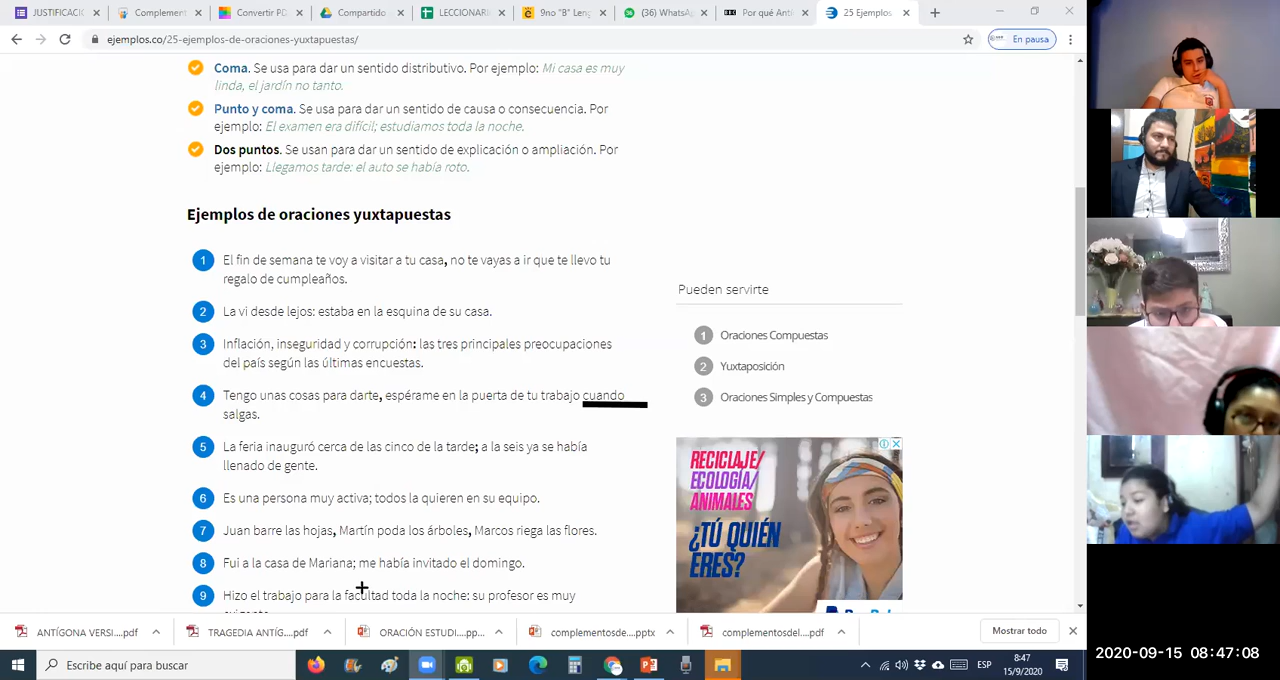 JUSTIFICACI
Complement
Convertir PD
Compartido
LECCIONARI
9no "B" Leng
(36) WhatsA
Por qué Anti
25 Ejemplos
ejemplos.co/25-ejemplos-de-oraciones-yuxtapuestas/
En pausa
Coma. Se usa para dar un sentido distributivo. Por ejemplo: Mi casa es muy
linda, el jardín no tanto.
Punto y coma. Se usa para dar un sentido de causa o consecuencia. Por
ejemplo: El examen era difícil; estudiamos toda la noche.
Dos puntos. Se usan para dar un sentido de explicación o ampliación. Por
ejemplo: Llegamos tarde: el auto se había roto.
Ejemplos de oraciones yuxtapuestas
1 El fin de semana te voy a visitar a tu casa, no te vayas a ir que te llevo tu
regalo de cumpleaños.
2 La vi desde lejos: estaba en la esquina de su casa.
3 Inflación, inseguridad y corrupción: las tres principales preocupaciones
del país según las últimas encuestas.
4 Tengo unas cosas para darte, espérame en la puerta de tu trabajo cuando
salgas.
5 La feria inauguró cerca de las cinco de la tarde; a la seis ya se había
llenado de gente.
6 Es una persona muy activa; todos la quieren en su equipo.
7 Juan barre las hojas, Martín poda los érboles, Marcos riega las flores.
8 Fui a la casa de Mariana; me había invitado el domingo.
9 Hizo el trabajo para la facultad toda la noche: su profesor es muy
Pueden servirte
1 Oraciones Compuestas
2 Yuxtaposición
3 Oraciones Simples y Compuestas
RECICLAJE/
ECOLOGÍA/
ANIMALES
¿TÚ QUIÉN
ERES?
ANTÍGONA VERSI....pdf
TRAGEDIA ANTÍG....pdf
ORACIÓN ESTUDI....pp...
complementosde....pptx
complementosdel....pdf
Mostrar todo
Escribe aquí para buscar
ESP
8:47
15/9/2020
2020-09-15 08:47:08